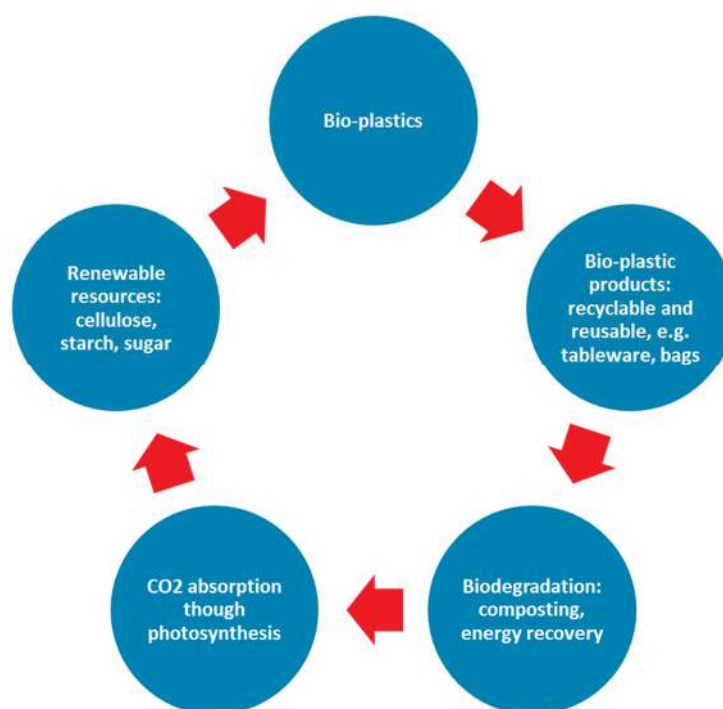 Bio-plastics
Bio-plastic
products:
recyclable and
reusable, e.g.
tableware, bags
Biodegradation:
composting,
energy recovery
CO2 absorption
though
photosynthesis
Renewable
resources:
cellulose,
starch, sugar